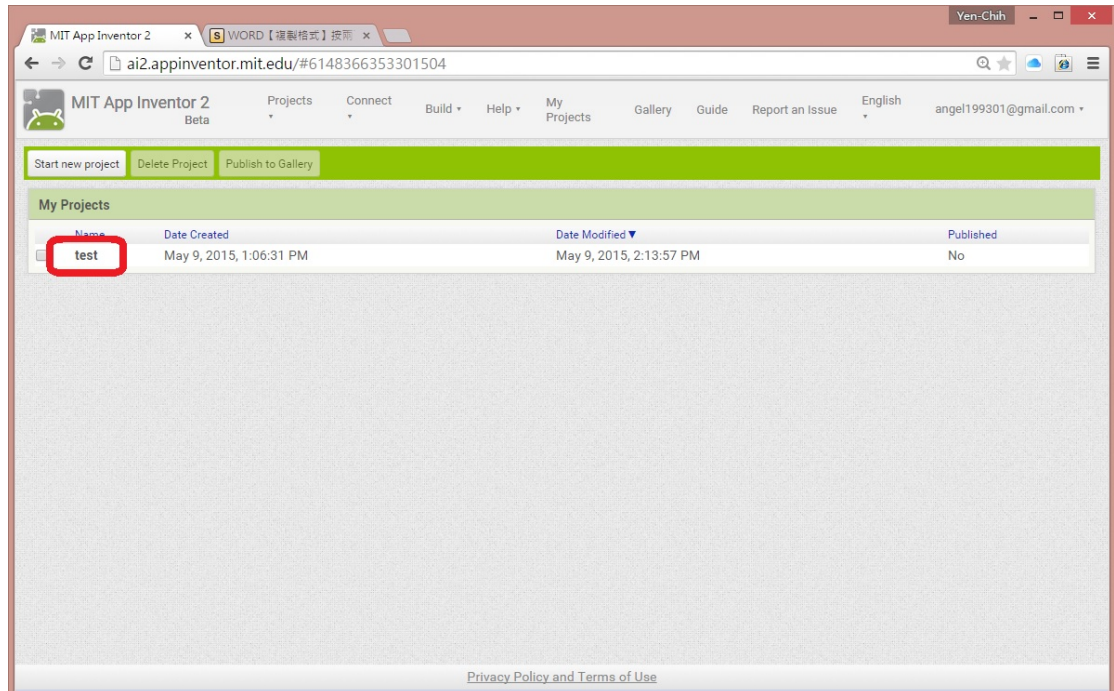 Yen-Chih
MIT App Inventor 2
WORD【複製格式】按兩
ai2.appinventor.mit.edu/#6148366353301504
MIT App Inventor 2
Beta
Projects
Connect
Build
Help
My Projects
Gallery
Guide
Report an Issue
English
angel199301@gmail.com
Start new project
Delete Project
Publish to Gallery
My Projects
Name Date Created Date Modified Published
test May 9, 2015, 1:06:31 PM May 9, 2015, 2:13:57 PM No
Privacy Policy and Terms of Use